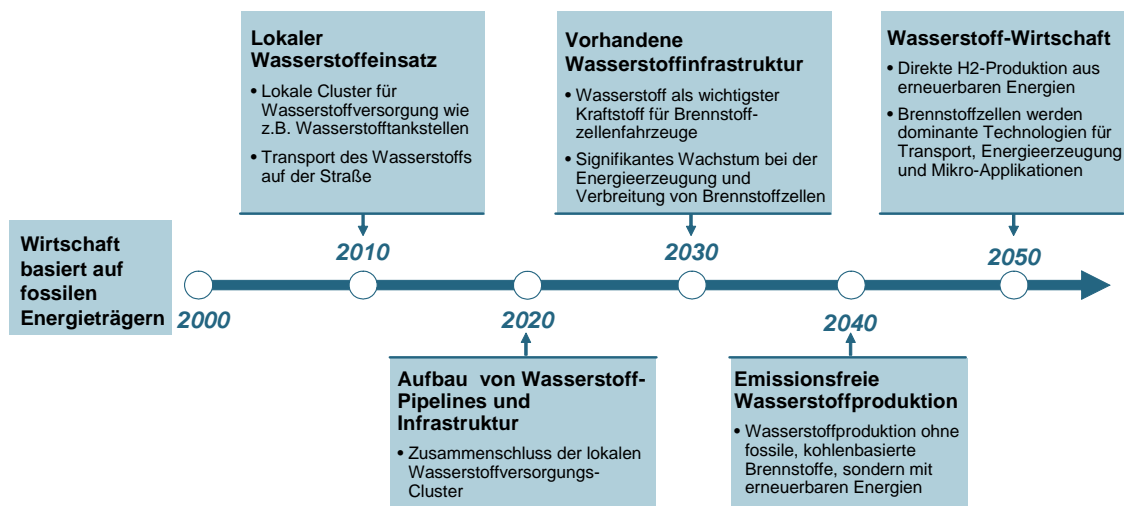 Lokaler
Wasserstoffeinsatz
• Lokale Cluster für
Wasserstoffversorgung wie
z.B. Wasserstofftankstellen
• Transport des Wasserstoffs
auf der Straße
Vorhandene
Wasserstoffinfrastruktur
• Wasserstoff als wichtigster
Kraftstoff für Brennstoff-
zellenfahrzeuge
• Signifikantes Wachstum bei der
Energieerzeugung und
Verbreitung von Brennstoffzellen
Wasserstoff-Wirtschaft
• Direkte H2-Produktion aus
erneuerbaren Energien
• Brennstoffzellen werden
dominante Technologien für
Transport, Energieerzeugung
und Mikro-Applikationen
Wirtschaft
basiert auf
fossilen
Energieträgern
2010
2030
2050
2000
2020
2040
Aufbau von Wasserstoff-
Pipelines und
Infrastruktur
• Zusammenschluss der lokalen
Wasserstoffversorgungs-
Cluster
Emissionsfreie
Wasserstoffproduktion
• Wasserstoffproduktion ohne
fossile, kohlenbasierte
Brennstoffe, sondern mit
erneuerbaren Energien